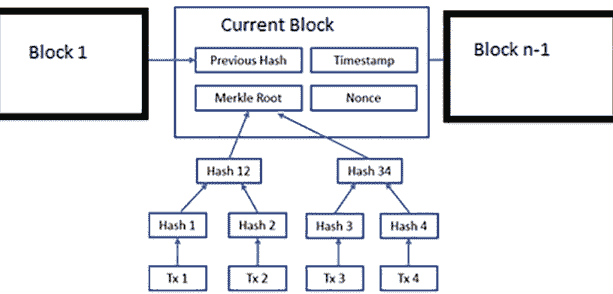 Block 1
Current Block
Previous Hash
Timestamp
Merkle Root
Nonce
Block n-1
Hash 12
Hash 34
Hash 1
Hash 2
Hash 3
Hash 4
Tx 1
Tx 2
Tx 3
Tx 4